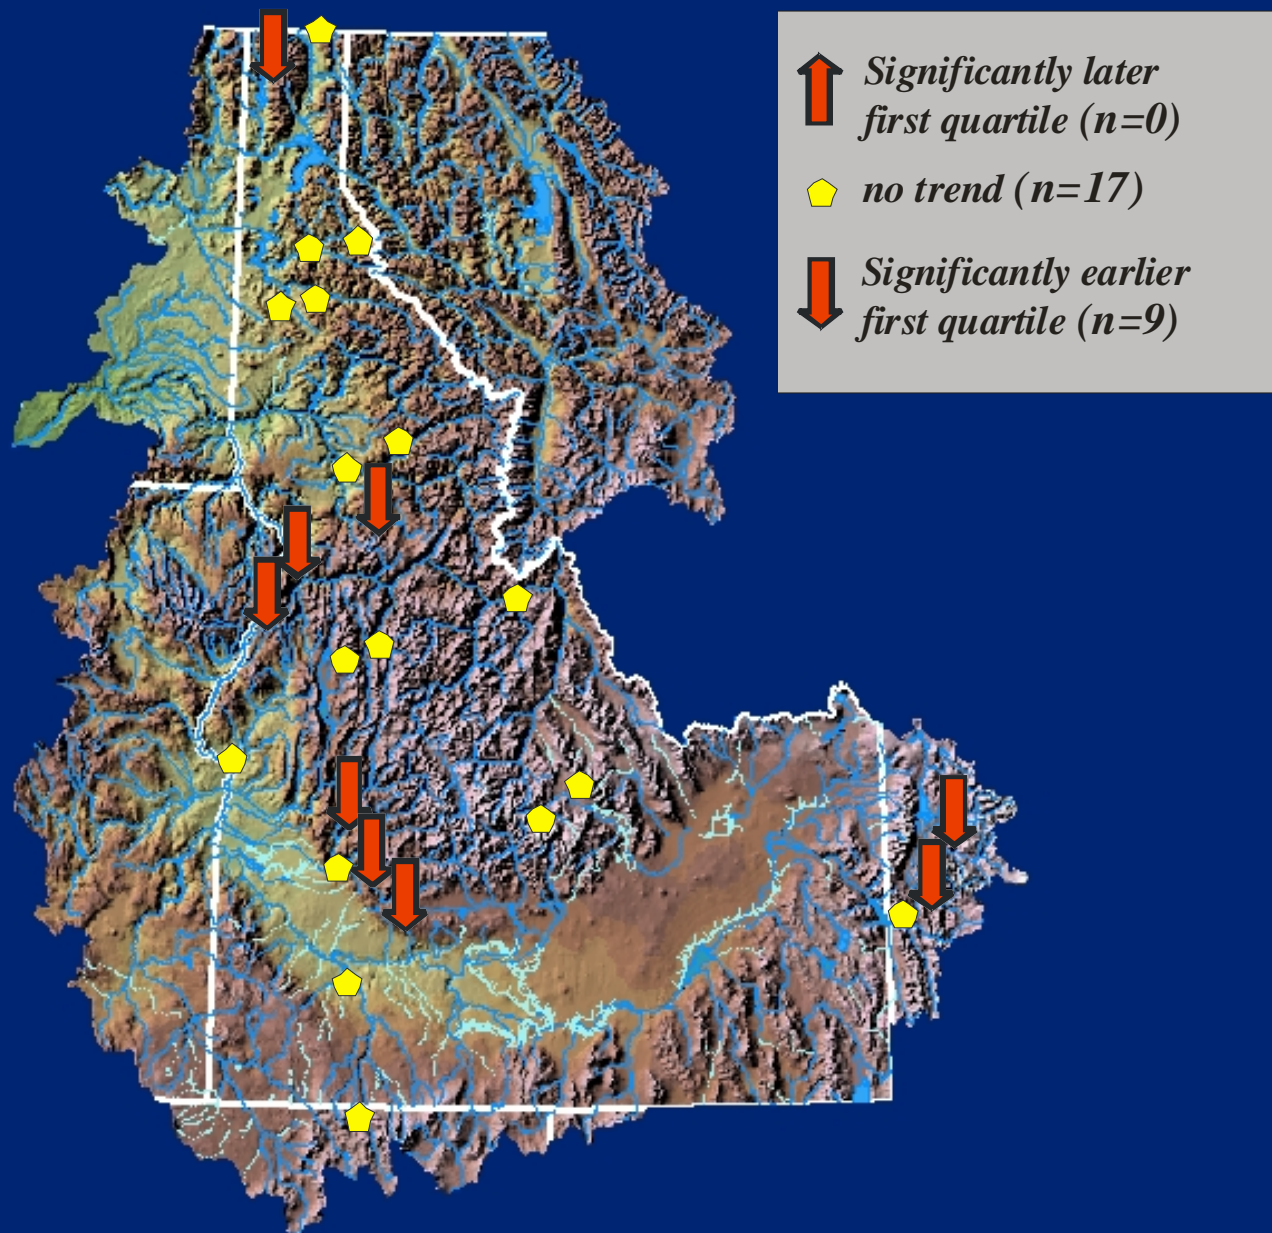 Significantly later
first quartile (n=0)
no trend (n=17)
Significantly earlier
first quartile (n=9)